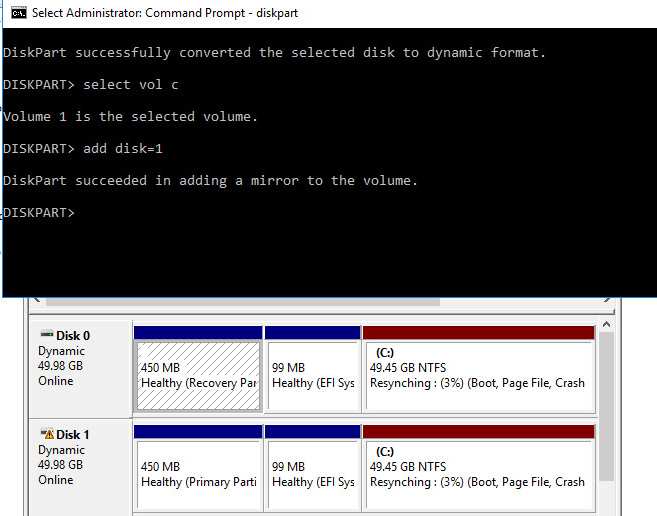 Select Administrator: Command Prompt - diskpart
DiskPart successfully converted the selected disk to dynamic format.
DISKPART> select vol c
Volume 1 is the selected volume.
DISKPART> add disk=1
DiskPart succeeded in adding a mirror to the volume.
DISKPART>
Disk 0
Dynamic
49.98 GB
Online
450 MB
Healthy (Recovery Par
99 MB
Healthy (EFI Sys
(C:)
49.45 GB NTFS
Resynching : (3%) (Boot, Page File, Crash
Disk 1
Dynamic
49.98 GB
Online
450 MB
Healthy (Primary Parti
99 MB
Healthy (EFI Sys
(C:)
49.45 GB NTFS
Resynching : (3%) (Boot, Page File, Crash